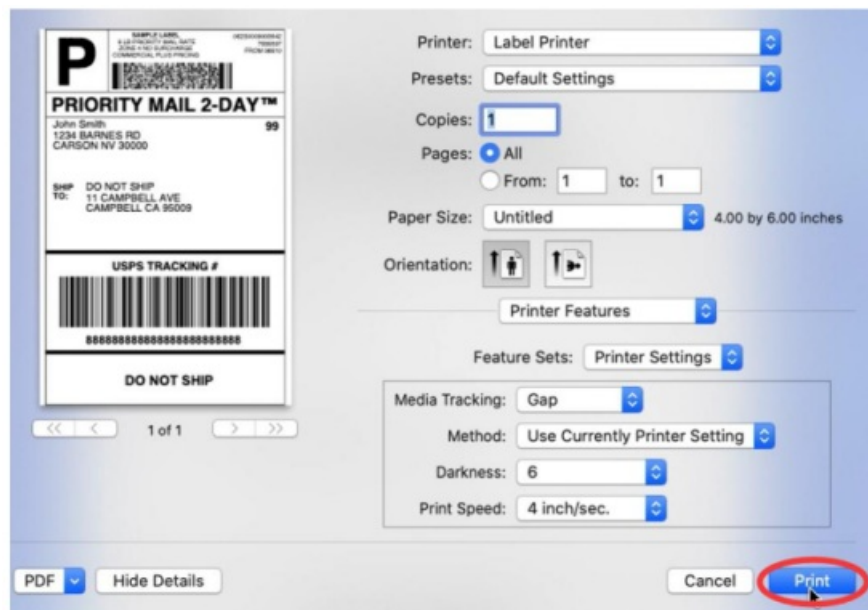 P
SAMPLE LABEL
COMMERCIAL PLUS PRICING
PRIORITY MAIL 2-DAY™
John Smith
99
1234 BARNES RD
CARSON NV 30000
SHIP TO:
DO NOT SHIP
11 CAMPBELL AVE
CAMPBELL CA 95009
USPS TRACKING #
DO NOT SHIP
1 of 1
Printer: Label Printer
Presets: Default Settings
Copies: 1
Pages: All
From: 1 to: 1
Paper Size: Untitled 4.00 by 6.00 inches
Orientation:
Printer Features
Feature Sets: Printer Settings
Media Tracking: Gap
Method: Use Currently Printer Setting
Darkness: 6
Print Speed: 4 inch/sec.
PDF Hide Details Cancel Print